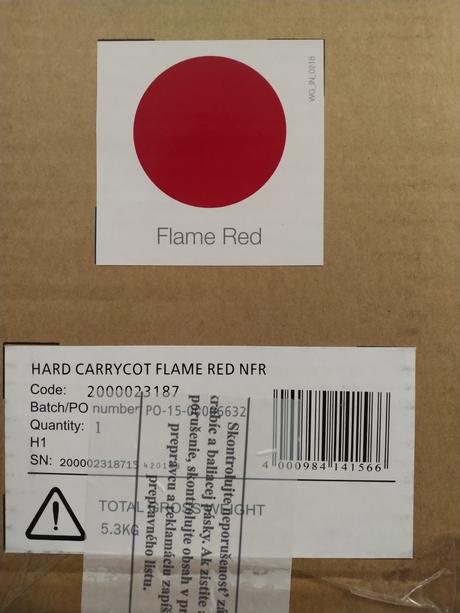 WG_IN_0218
Flame Red
HARD CARRYCOT FLAME RED NFR
Code: 2000023187
Batch/PO number: PO-15-00006632
Quantity: 1
H1
SN: 200002318715
4 000984 141566
TOTAL GROSS WEIGHT
5.3KG
Skontrolujte neporušenosť
krabíc a baliacej pásky. Ak zistíte
porušenie, skontrolujte obsah v
prepravcu a reklamáciu
prepravného listu.